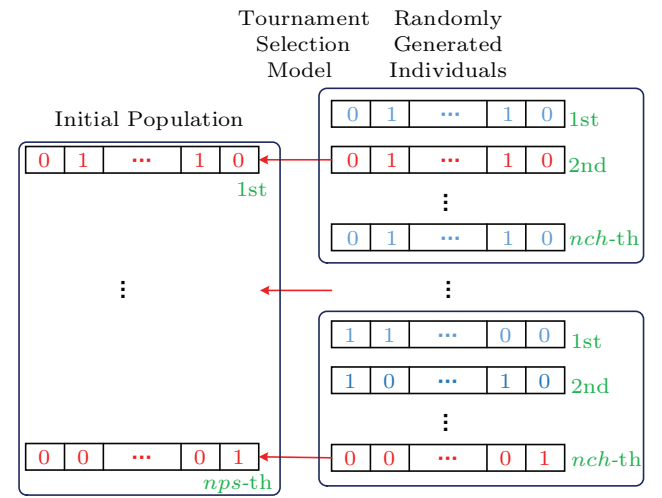 Tournament
Selection
Model
Randomly
Generated
Individuals
Initial Population
0 1 ... 1 0
1st
⋮
0 0 ... 0 1
nps-th
0 1 ... 1 0 1st
0 1 ... 1 0 2nd
⋮
0 1 ... 1 0 nch-th
⋮
1 1 ... 0 0 1st
1 0 ... 1 0 2nd
⋮
0 0 ... 0 1 nch-th